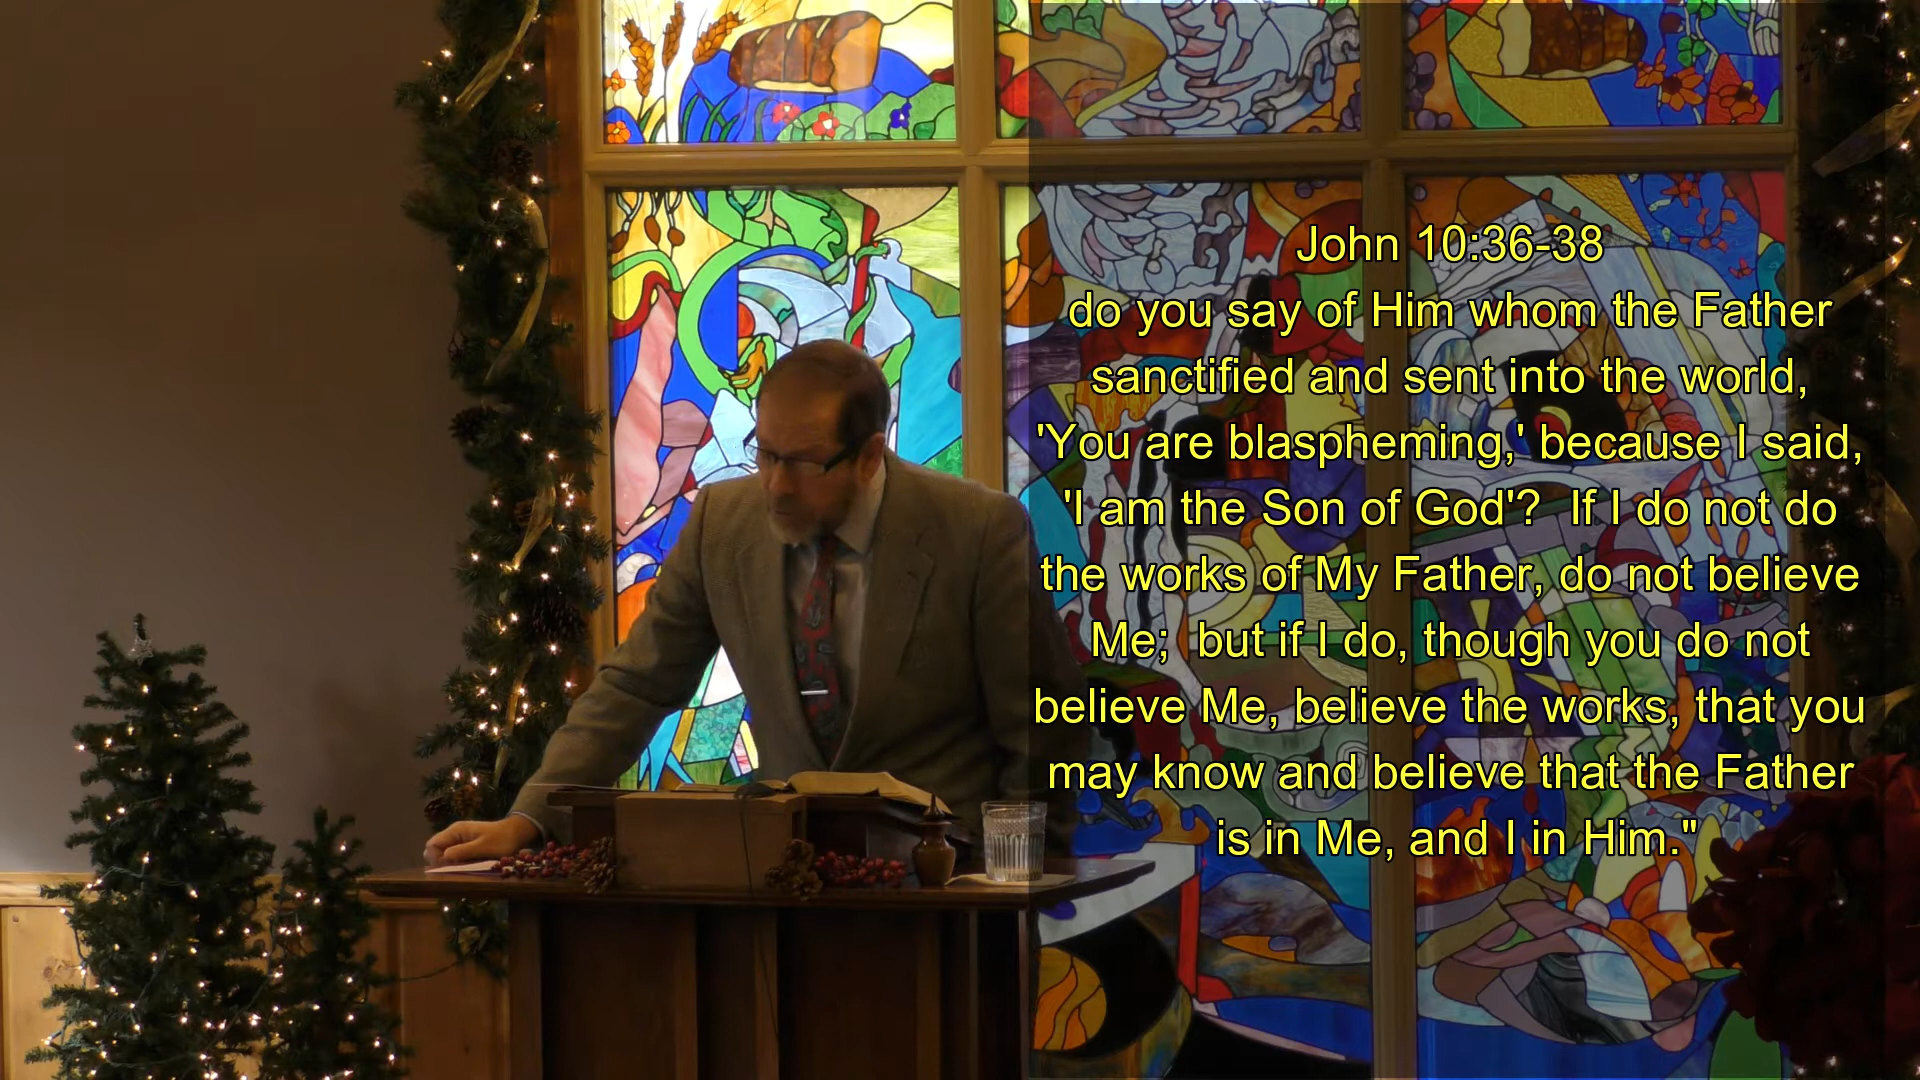 John 10:36-38
do you say of Him whom the Father
sanctified and sent into the world,
'You are blaspheming,' because I said,
'I am the Son of God'?  If I do not do
the works of My Father, do not believe
Me;  but if I do, though you do not
believe Me, believe the works, that you
may know and believe that the Father
is in Me, and I in Him."